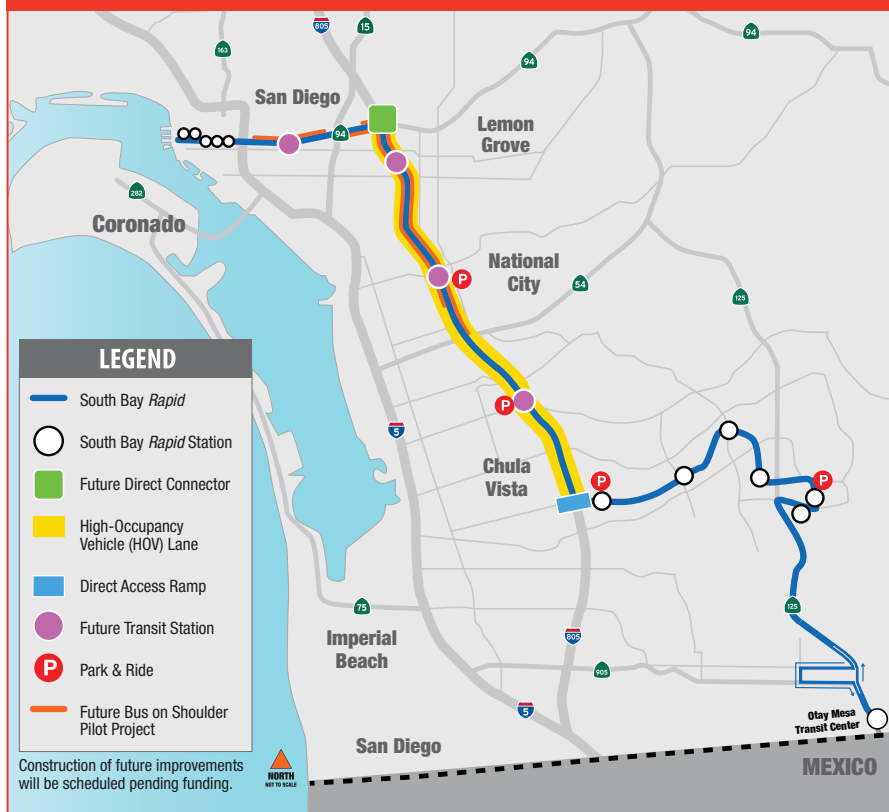 805
15
163
94
94
San Diego
94
Lemon
Grove
282
Coronado
National
City
54
125
LEGEND
South Bay Rapid
South Bay Rapid Station
Future Direct Connector
High-Occupancy
Vehicle (HOV) Lane
Direct Access Ramp
Future Transit Station
P
Park & Ride
Future Bus on Shoulder
Pilot Project
Construction of future improvements
will be scheduled pending funding.
NORTH
NOT TO SCALE
P
P
5
Chula
Vista
P
P
75
Imperial
Beach
805
905
125
5
San Diego
Otay Mesa
Transit Center
MEXICO